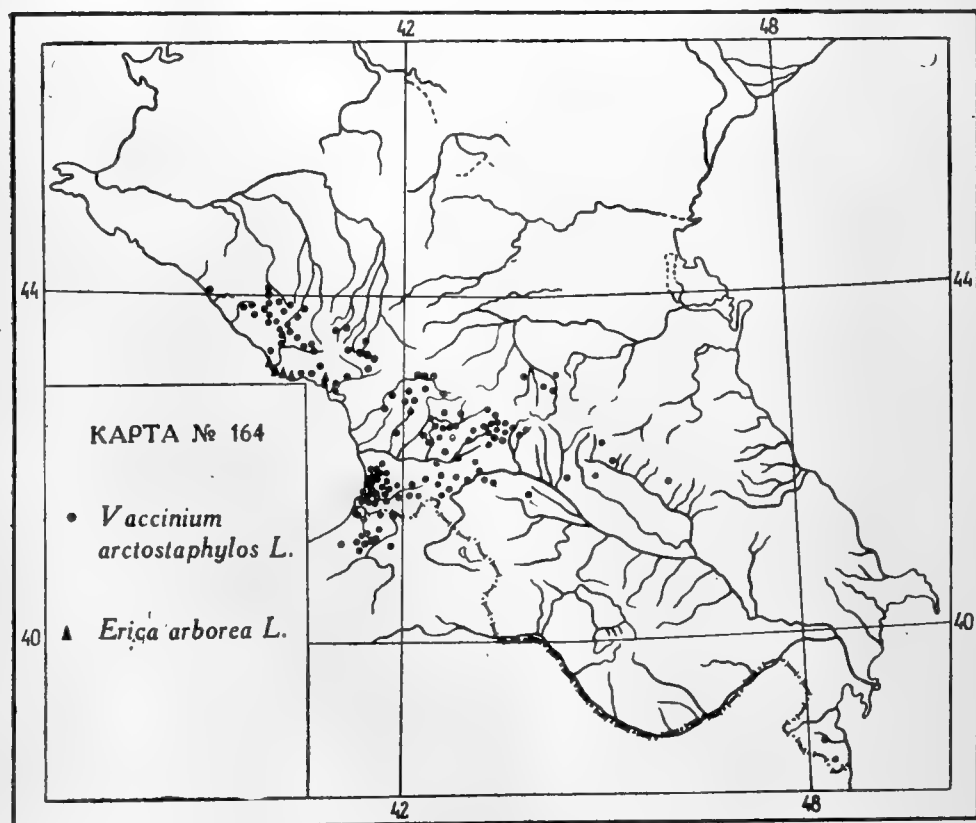 42 48
44 44
КАРТА № 164
Vaccinium
arctostaphylos L.
Erica arborea L.
40 40
42 48